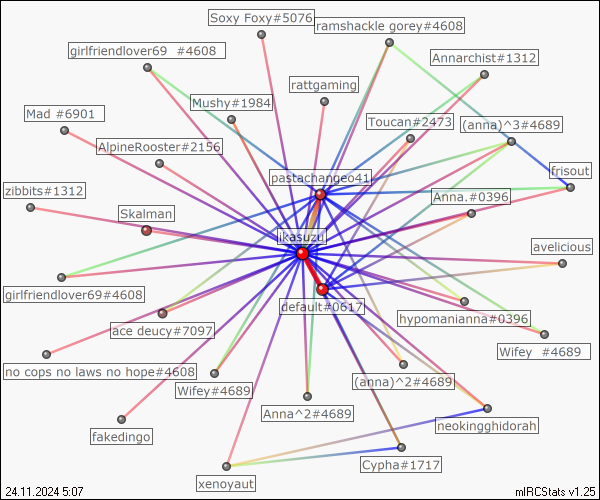 Soxy Foxy#5076
ramshackle gorey#4608
girlfriendlover69  #4608
Annarchist#1312
rattgaming
Mushy#1984
Mad #6901
Toucan#2473
(anna)^3#4689
AlpineRooster#2156
pastachangeo41
frisout
zibbits#1312
Anna.#0396
Skalman
ikasuzu
avelicious
girlfriendlover69#4608
default#0617
hypomanianna#0396
ace deucy#7097
Wifey  #4689
no cops no laws no hope#4608
(anna)^2#4689
Wifey#4689
Anna^2#4689
neokingghidorah
fakedingo
Cypha#1717
xenoyaut
24.11.2024 5:07
mIRCStats v1.25